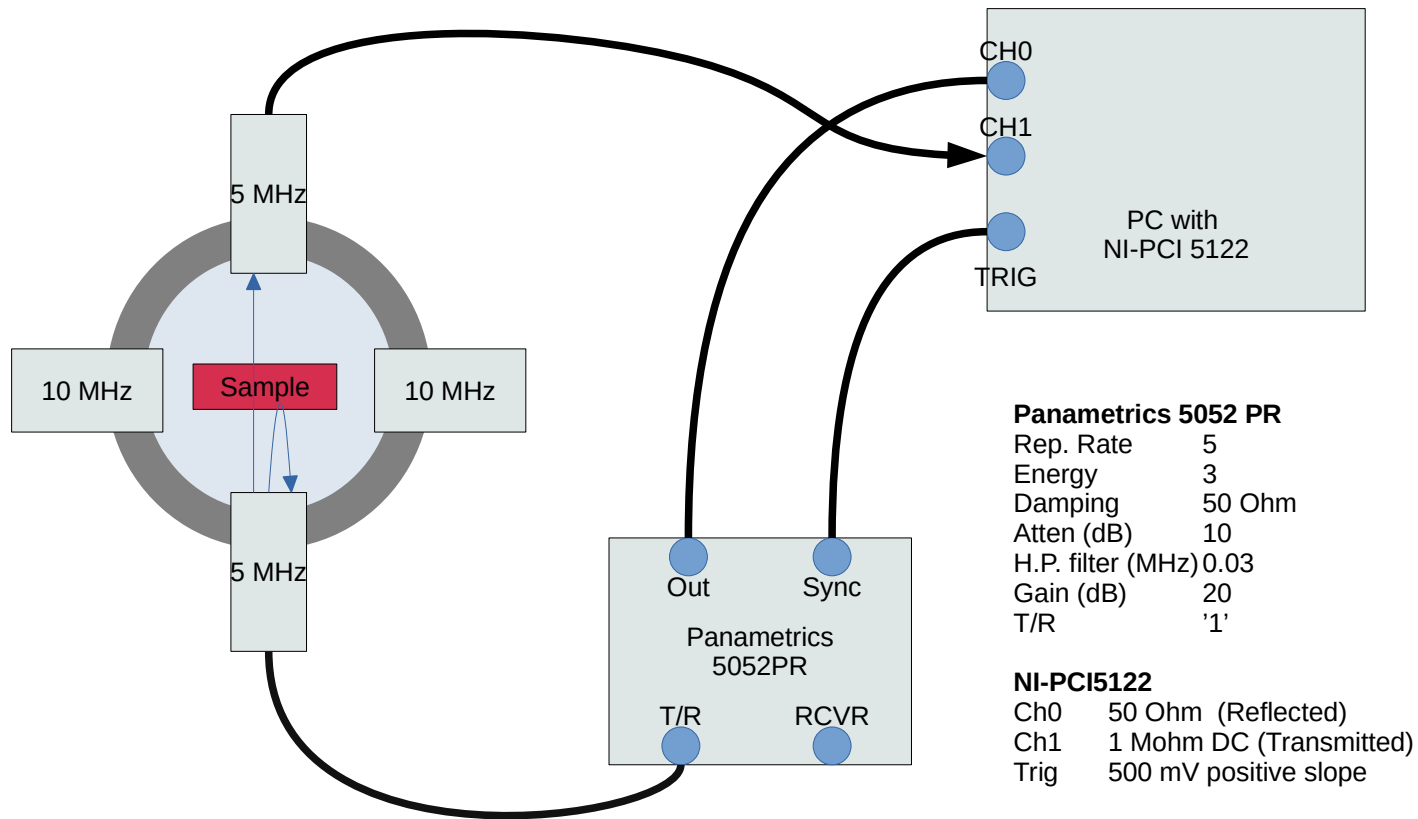 CH0
CH1
TRIG
PC with
NI-PCI 5122
5 MHz
10 MHz
Sample
10 MHz
5 MHz
Out
Sync
Panametrics
5052PR
T/R
RCVR
Panametrics 5052 PR
Rep. Rate 5
Energy 3
Damping 50 Ohm
Atten (dB) 10
H.P. filter (MHz) 0.03
Gain (dB) 20
T/R ’1’
NI-PCI5122
Ch0 50 Ohm (Reflected)
Ch1 1 Mohm DC (Transmitted)
Trig 500 mV positive slope